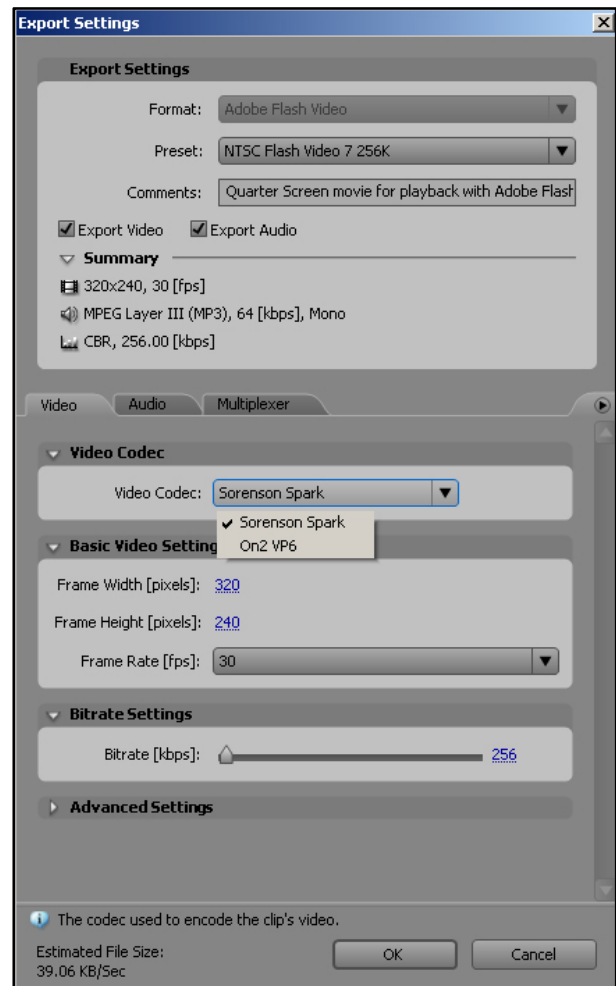 Export Settings
Export Settings
Format: Adobe Flash Video
Preset: NTSC Flash Video 7 256K
Comments: Quarter Screen movie for playback with Adobe Flash
Export Video Export Audio
Summary
320x240, 30 [fps]
MPEG Layer III (MP3), 64 [kbps], Mono
CBR, 256.00 [kbps]
Video Audio Multiplexer
Video Codec
Video Codec: Sorenson Spark
Sorenson Spark
Basic Video Setting
On2 VP6
Frame Width [pixels]: 320
Frame Height [pixels]: 240
Frame Rate [fps]: 30
Bitrate Settings
Bitrate [kbps]: 256
Advanced Settings
The codec used to encode the clip's video.
Estimated File Size:
39.06 KB/Sec
OK Cancel